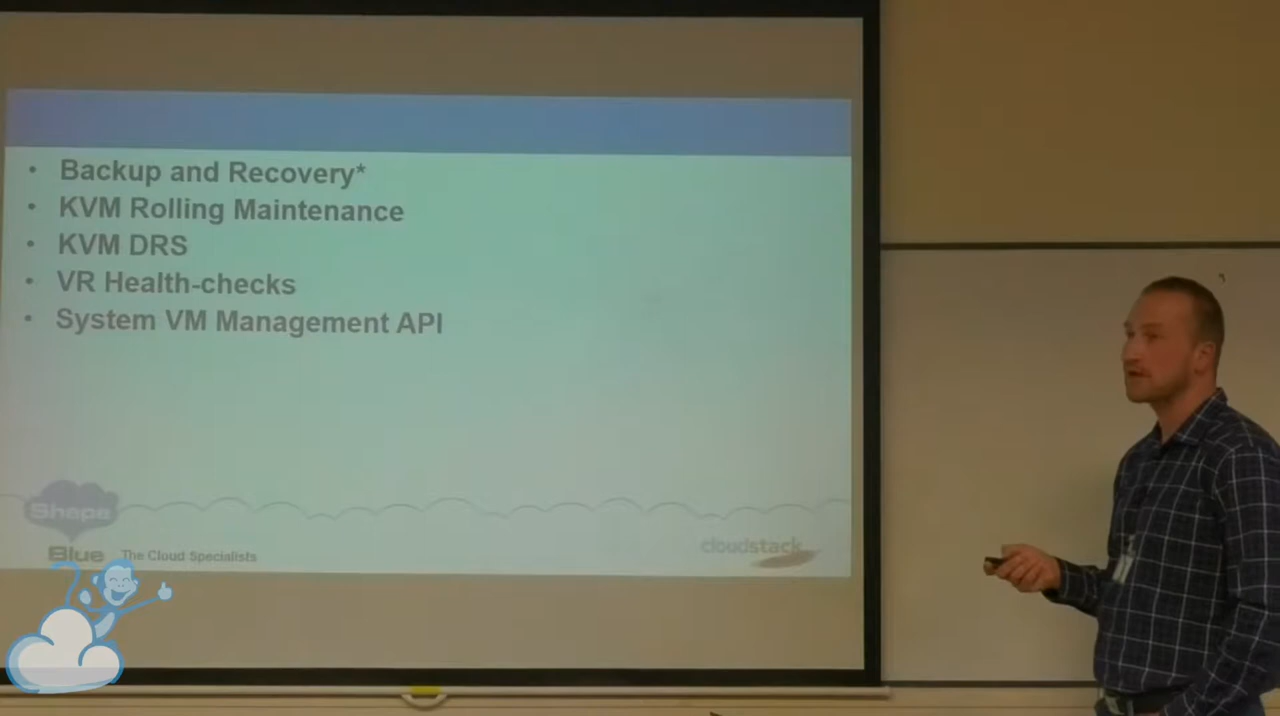 • Backup and Recovery*
• KVM Rolling Maintenance
• KVM DRS
• VR Health-checks
• System VM Management API
Shape
Blue The Cloud Specialists
cloudstack